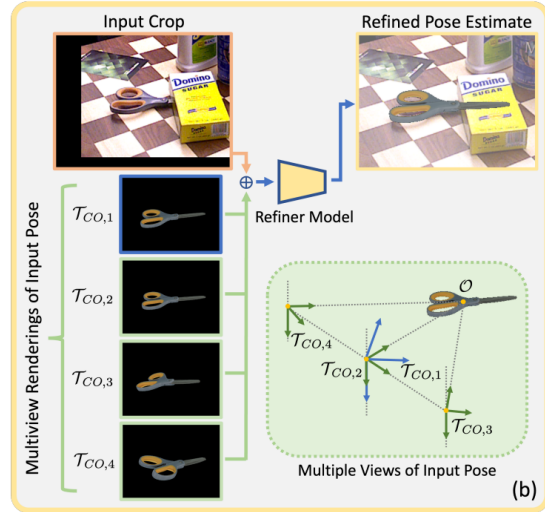 Input Crop
Refined Pose Estimate
Domino
SUGAR
Domino
SUGAR
⊕
Refiner Model
Multiview Renderings of Input Pose
𝒯CO,1
𝒯CO,2
𝒯CO,3
𝒯CO,4
𝒪
𝒯CO,4
𝒯CO,2
𝒯CO,1
𝒯CO,3
Multiple Views of Input Pose
(b)